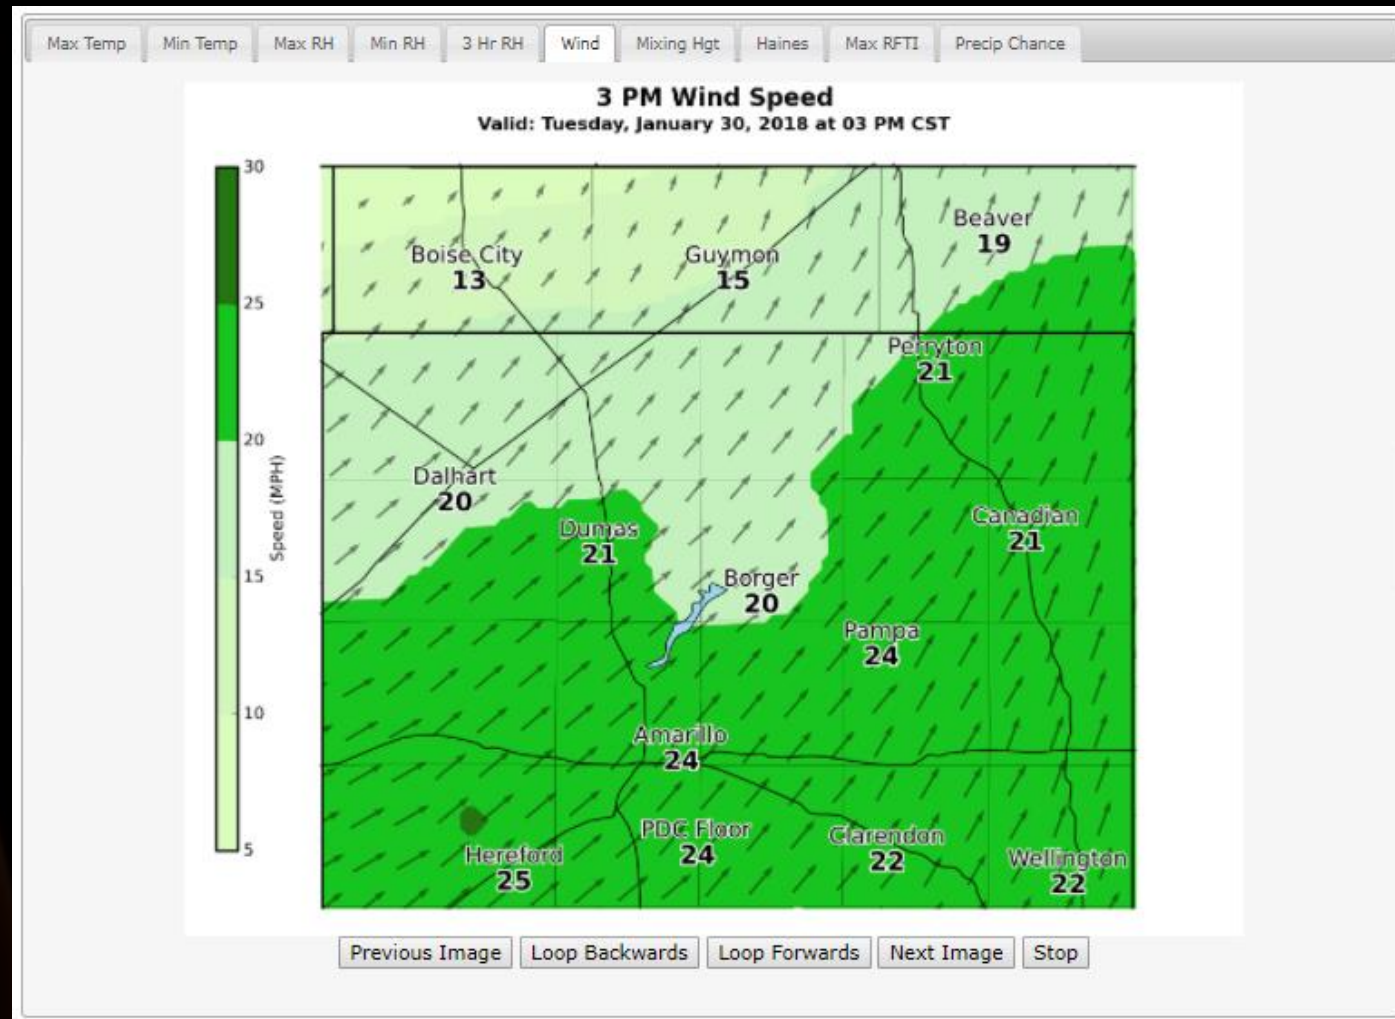 Max Temp Min Temp Max RH Min RH 3 Hr RH Wind Mixing Hgt Haines Max RFTI Precip Chance
3 PM Wind Speed
Valid: Tuesday, January 30, 2018 at 03 PM CST
30
25
20
15
10
5
Speed (MPH)
Beaver
19
Boise City
13
Guymon
15
Perryton
21
Dalhart
20
Dumas
21
Canadian
21
Borger
20
Pampa
24
Amarillo
24
PDC Floor
24
Clarendon
22
Hereford
25
Wellington
22
Previous Image Loop Backwards Loop Forwards Next Image Stop